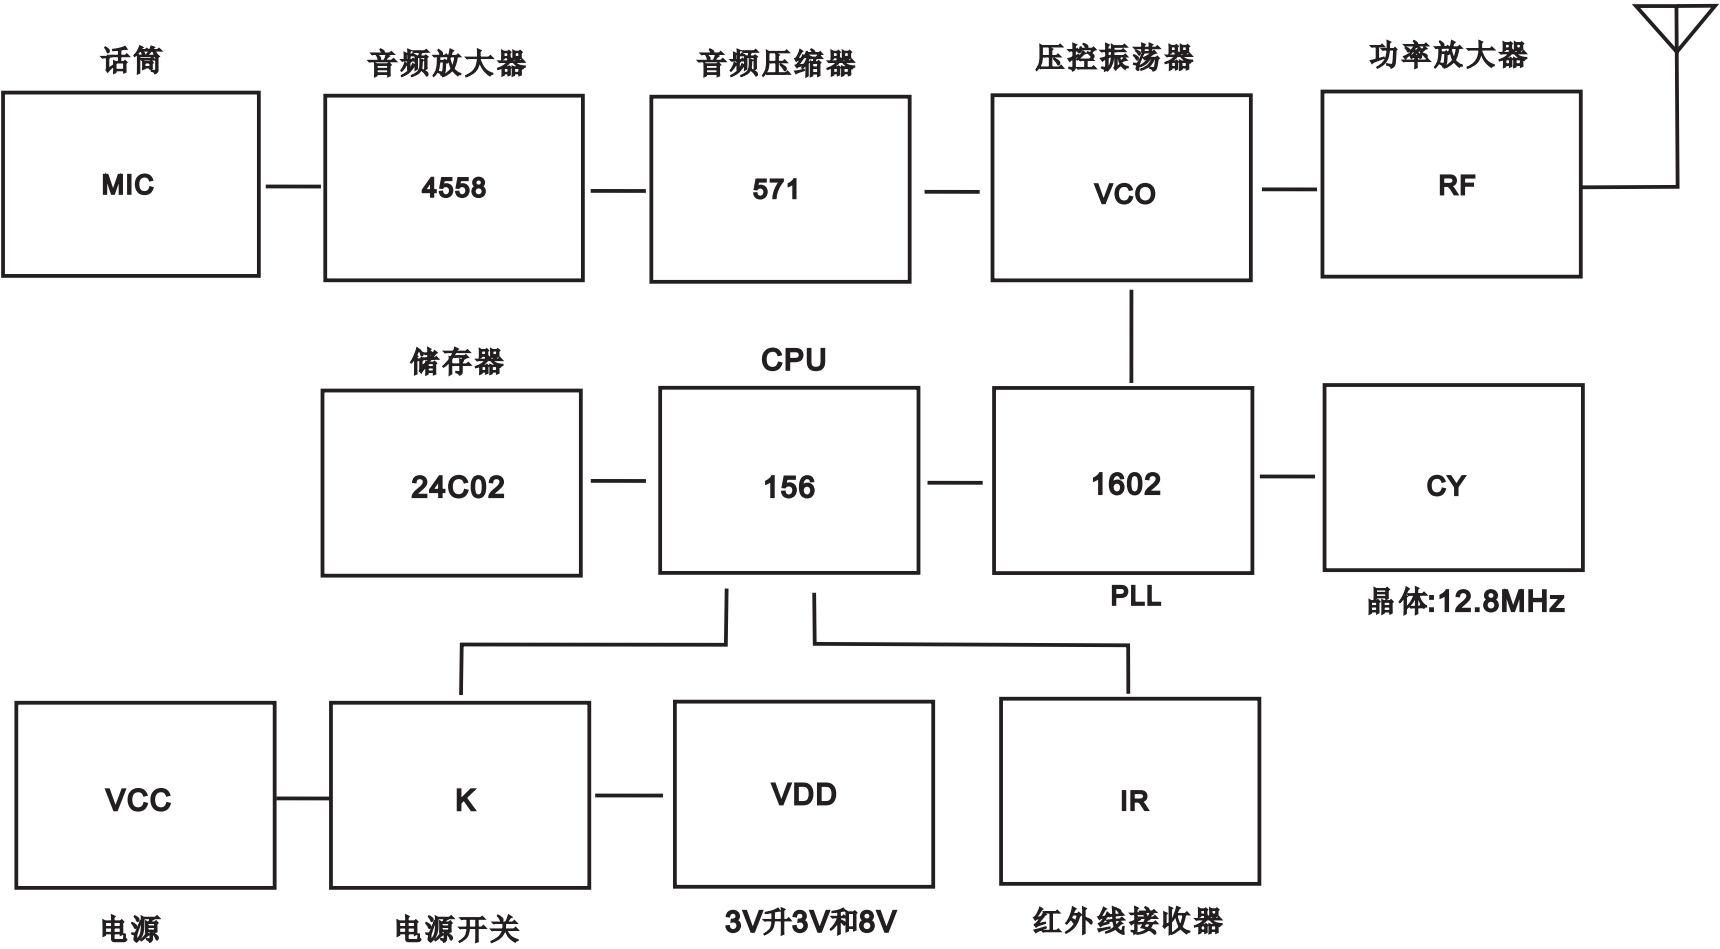 话筒
音频放大器
音频压缩器
压控振荡器
功率放大器
MIC
4558
571
VCO
RF
储存器
CPU
24C02
156
1602
CY
PLL
晶体:12.8MHz
VCC
K
VDD
IR
电源
电源开关
3V升3V和8V
红外线接收器